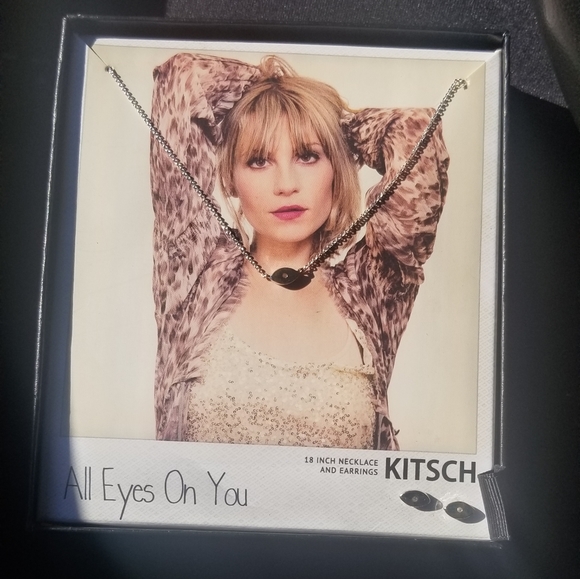 18 INCH NECKLACE
AND EARRINGS
KITSCH
All Eyes On You